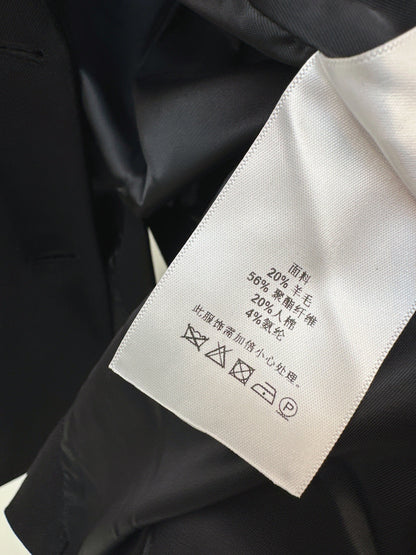 面料
20% 羊毛
56% 聚酯纤维
20% 人棉
4% 氨纶
此服饰需加倍小心处理。
P